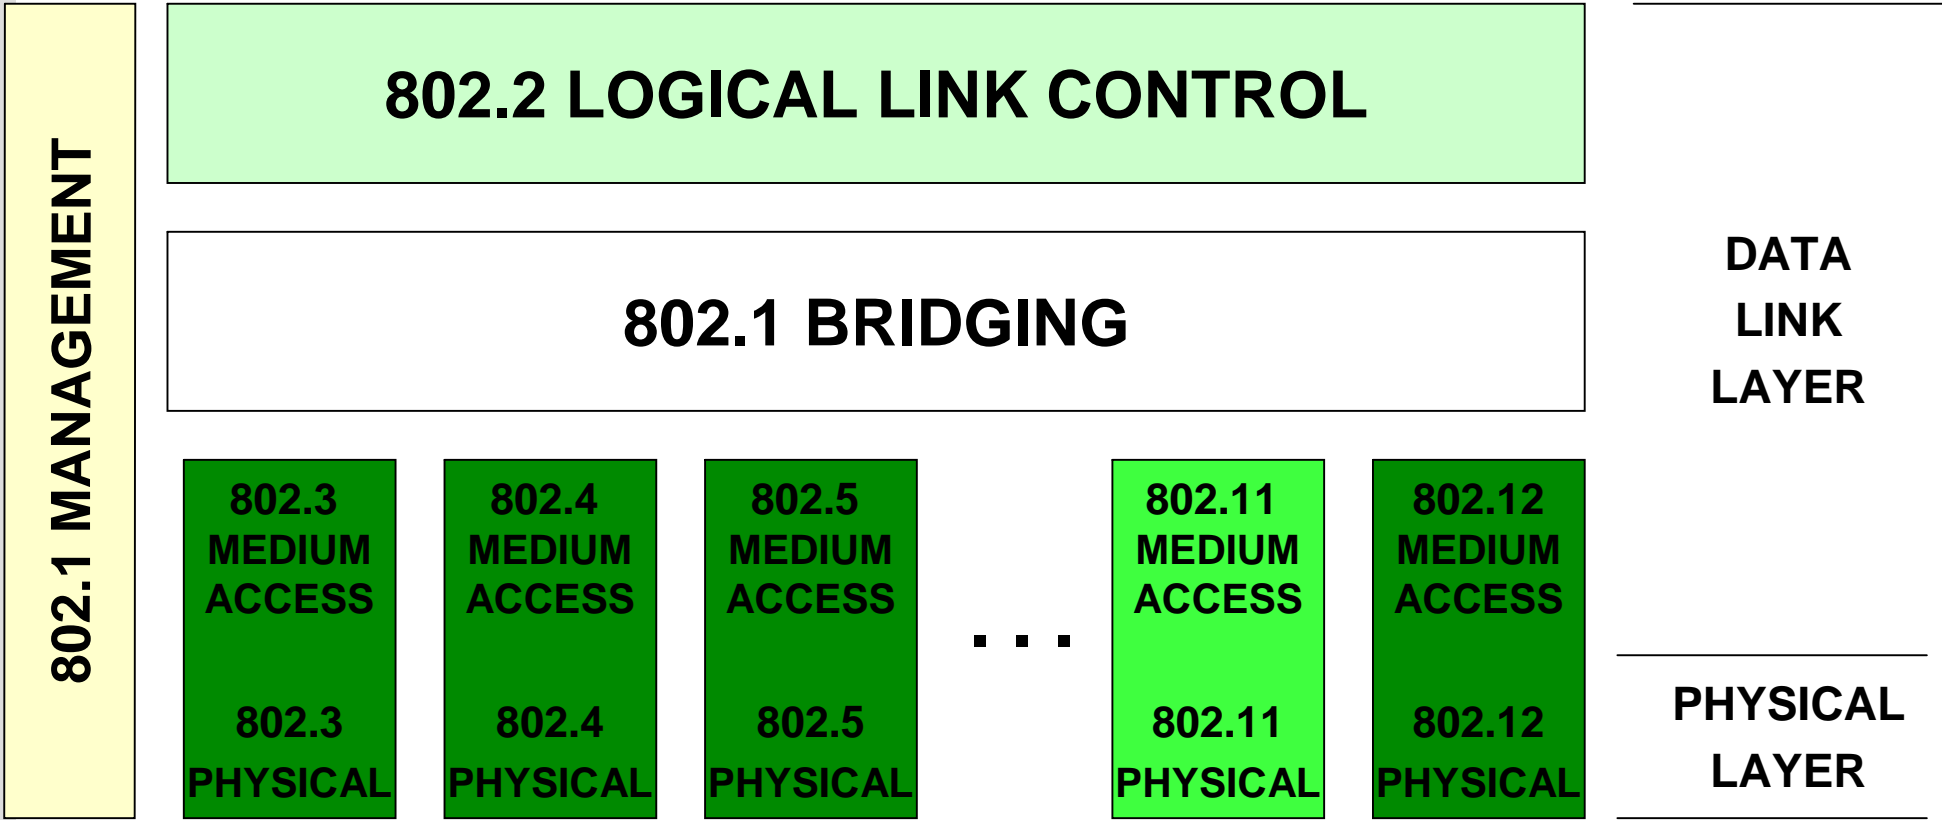 802.1 MANAGEMENT
802.2 LOGICAL LINK CONTROL
802.1 BRIDGING
802.3
MEDIUM
ACCESS
802.3
PHYSICAL
802.4
MEDIUM
ACCESS
802.4
PHYSICAL
802.5
MEDIUM
ACCESS
802.5
PHYSICAL
. . .
802.11
MEDIUM
ACCESS
802.11
PHYSICAL
802.12
MEDIUM
ACCESS
802.12
PHYSICAL
DATA
LINK
LAYER
PHYSICAL
LAYER